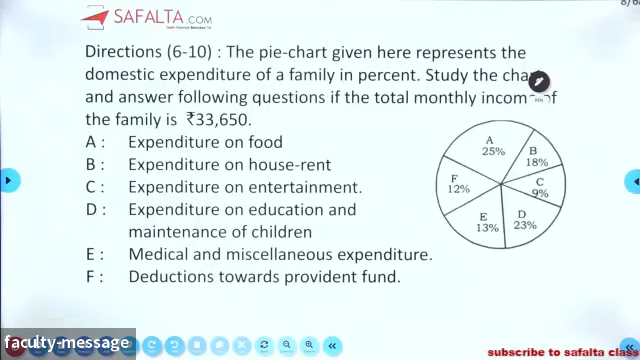 SAFALTA.COM
Directions (6-10) : The pie-chart given here represents the
domestic expenditure of a family in percent. Study the
and answer following questions if the total monthly of
the family is ₹33,650.
A : Expenditure on food
B : Expenditure on house-rent
C : Expenditure on entertainment.
D : Expenditure on education and
maintenance of children
E : Medical and miscellaneous expenditure.
F : Deductions towards provident fund.
A
25%
B
18%
C
9%
D
23%
E
13%
F
12%
PEN
faculty-message
subscribe to safalta class